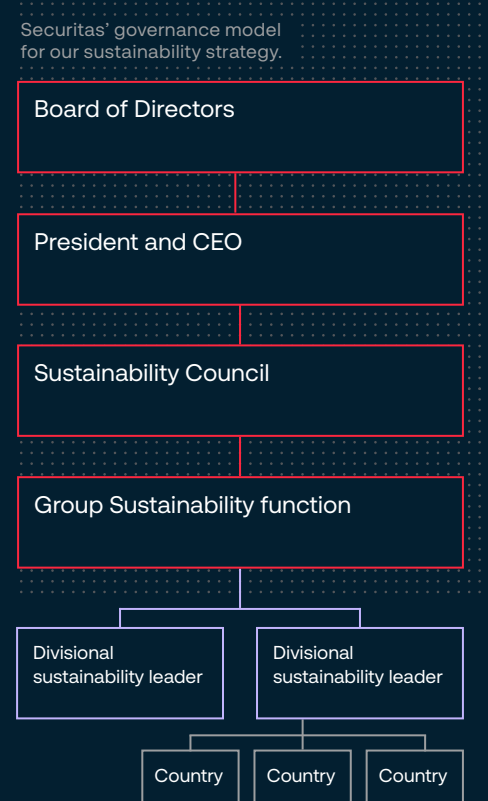 Securitas’ governance model
for our sustainability strategy.
Board of Directors
President and CEO
Sustainability Council
Group Sustainability function
Divisional
sustainability leader
Divisional
sustainability leader
Country
Country
Country